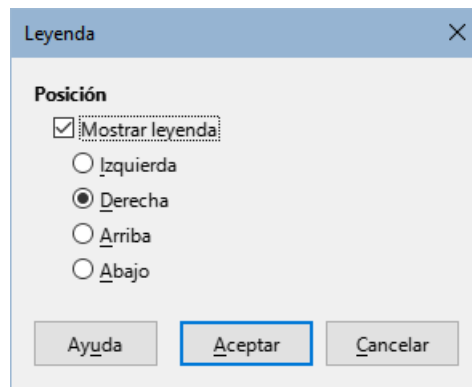 Leyenda
Posición
Mostrar leyenda
Izquierda
Derecha
Arriba
Abajo
Ayuda Aceptar Cancelar